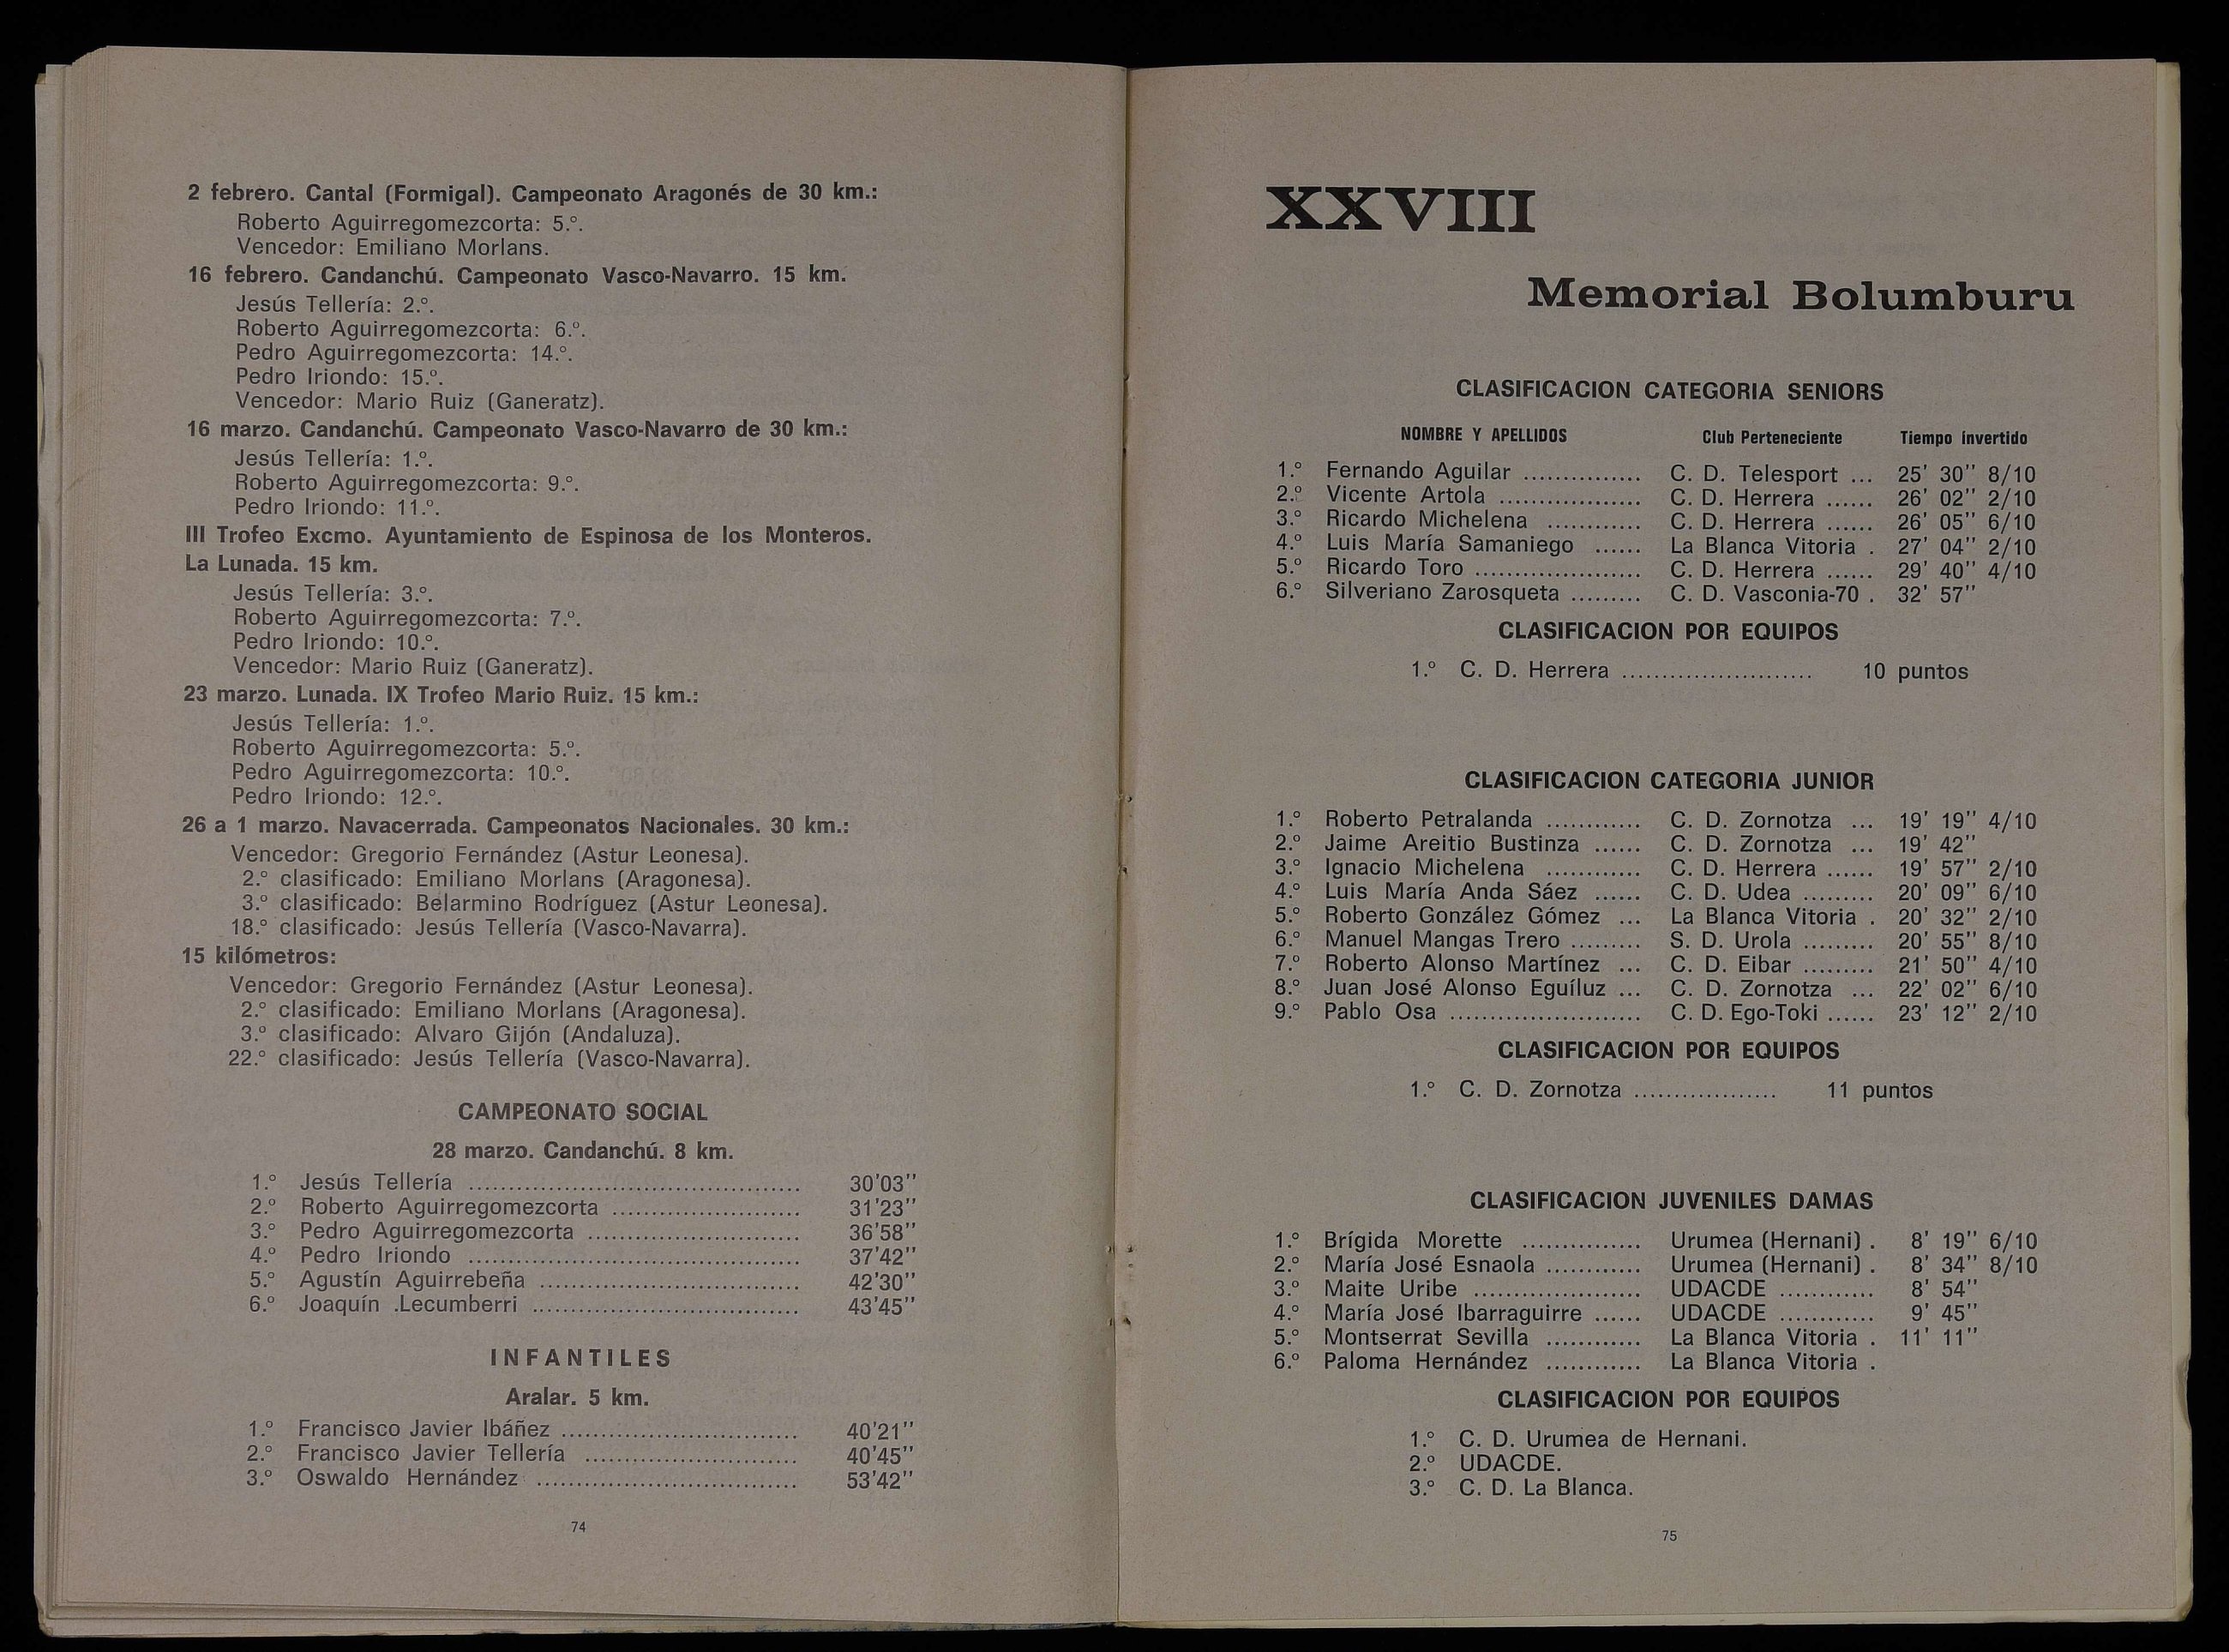 2 febrero. Cantal (Formigal). Campeonato Aragonés de 30 km.:
Roberto Aguirregomezcorta: 5.º.
Vencedor: Emiliano Morlans.
16 febrero. Candanchú. Campeonato Vasco-Navarro. 15 km.
Jesús Tellería: 2.º.
Roberto Aguirregomezcorta: 6.º.
Pedro Aguirregomezcorta: 14.º.
Pedro Iriondo: 15.º.
Vencedor: Mario Ruiz (Ganeratz).
16 marzo. Candanchú. Campeonato Vasco-Navarro de 30 km.:
Jesús Tellería: 1.º.
Roberto Aguirregomezcorta: 9.º.
Pedro Iriondo: 11.º.
III Trofeo Excmo. Ayuntamiento de Espinosa de los Monteros.
La Lunada. 15 km.
Jesús Tellería: 3.º.
Roberto Aguirregomezcorta: 7.º.
Pedro Iriondo: 10.º.
Vencedor: Mario Ruiz (Ganeratz).
23 marzo. Lunada. IX Trofeo Mario Ruiz. 15 km.:
Jesús Tellería: 1.º.
Roberto Aguirregomezcorta: 5.º.
Pedro Aguirregomezcorta: 10.º.
Pedro Iriondo: 12.º.
26 a 1 marzo. Navacerrada. Campeonatos Nacionales. 30 km.:
Vencedor: Gregorio Fernández (Astur Leonesa).
2.º clasificado: Emiliano Morlans (Aragonesa).
3.º clasificado: Belarmino Rodríguez (Astur Leonesa).
18.º clasificado: Jesús Tellería (Vasco-Navarra).
15 kilómetros:
Vencedor: Gregorio Fernández (Astur Leonesa).
2.º clasificado: Emiliano Morlans (Aragonesa).
3.º clasificado: Alvaro Gijón (Andaluza).
22.º clasificado: Jesús Tellería (Vasco-Navarra).
CAMPEONATO SOCIAL
28 marzo. Candanchú. 8 km.
1.º Jesús Tellería ......................................... 30'03''
2.º Roberto Aguirregomezcorta ........................ 31'23''
3.º Pedro Aguirregomezcorta ........................... 36'58''
4.º Pedro Iriondo ......................................... 37'42''
5.º Agustín Aguirrebeña ................................ 42'30''
6.º Joaquín .Lecumberri ................................. 43'45''
INFANTILES
Aralar. 5 km.
1.º Francisco Javier Ibáñez ............................. 40'21''
2.º Francisco Javier Tellería ........................... 40'45''
3.º Oswaldo Hernández ................................ 53'42''
74
XXVIII
Memorial Bolumburu
CLASIFICACION CATEGORIA SENIORS
NOMBRE Y APELLIDOS Club Perteneciente Tiempo invertido
1.º Fernando Aguilar ............... C. D. Telesport ... 25' 30'' 8/10
2.º Vicente Artola .................. C. D. Herrera ...... 26' 02'' 2/10
3.º Ricardo Michelena ............ C. D. Herrera ...... 26' 05'' 6/10
4.º Luis María Samaniego ...... La Blanca Vitoria . 27' 04'' 2/10
5.º Ricardo Toro ..................... C. D. Herrera ...... 29' 40'' 4/10
6.º Silveriano Zarosqueta ......... C. D. Vasconia-70 . 32' 57''
CLASIFICACION POR EQUIPOS
1.º C. D. Herrera ........................ 10 puntos
CLASIFICACION CATEGORIA JUNIOR
1.º Roberto Petralanda ............ C. D. Zornotza ... 19' 19'' 4/10
2.º Jaime Areitio Bustinza ...... C. D. Zornotza ... 19' 42''
3.º Ignacio Michelena ............ C. D. Herrera ...... 19' 57'' 2/10
4.º Luis María Anda Sáez ...... C. D. Udea ......... 20' 09'' 6/10
5.º Roberto González Gómez ... La Blanca Vitoria . 20' 32'' 2/10
6.º Manuel Mangas Trero ......... S. D. Urola ......... 20' 55'' 8/10
7.º Roberto Alonso Martínez ... C. D. Eibar ......... 21' 50'' 4/10
8.º Juan José Alonso Eguíluz ... C. D. Zornotza ... 22' 02'' 6/10
9.º Pablo Osa ........................ C. D. Ego-Toki ...... 23' 12'' 2/10
CLASIFICACION POR EQUIPOS
1.º C. D. Zornotza .................. 11 puntos
CLASIFICACION JUVENILES DAMAS
1.º Brígida Morette ............... Urumea (Hernani) . 8' 19'' 6/10
2.º María José Esnaola ............ Urumea (Hernani) . 8' 34'' 8/10
3.º Maite Uribe ..................... UDACDE ............ 8' 54''
4.º María José Ibarraguirre ...... UDACDE ............ 9' 45''
5.º Montserrat Sevilla ............ La Blanca Vitoria . 11' 11''
6.º Paloma Hernández ............ La Blanca Vitoria .
CLASIFICACION POR EQUIPOS
1.º C. D. Urumea de Hernani.
2.º UDACDE.
3.º C. D. La Blanca.
75